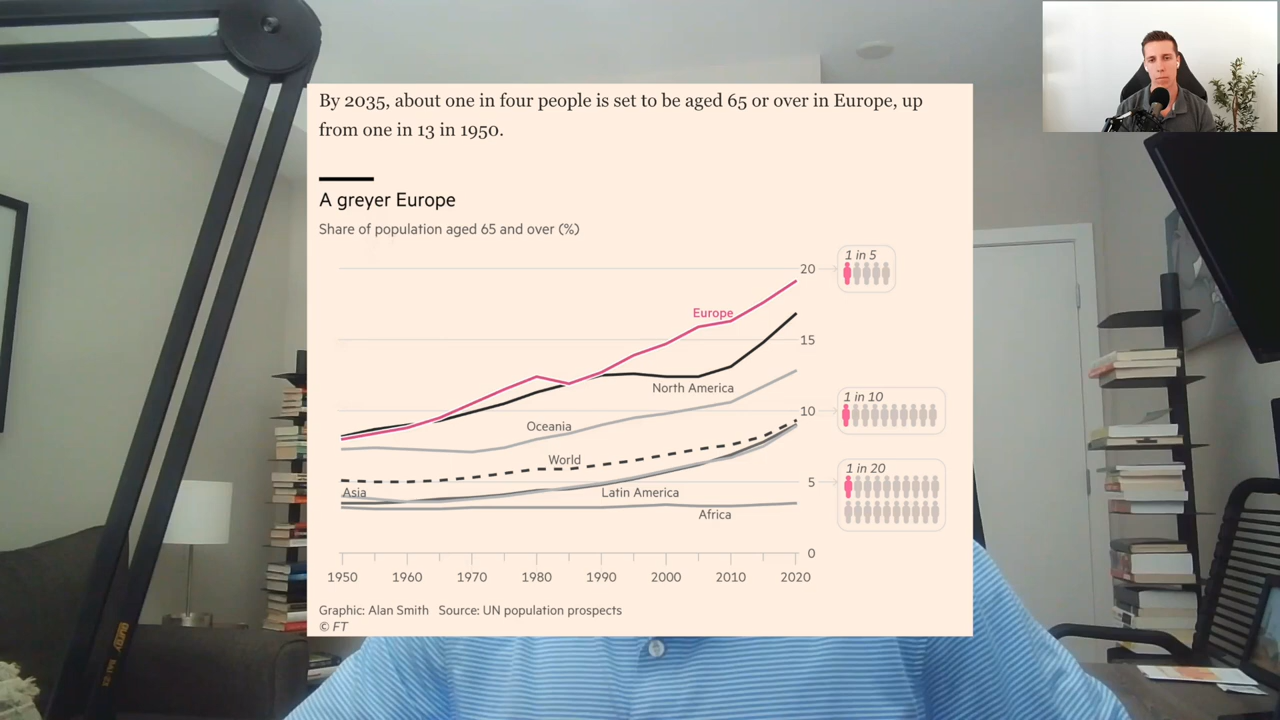 By 2035, about one in four people is set to be aged 65 or over in Europe, up
from one in 13 in 1950.
A greyer Europe
Share of population aged 65 and over (%)
1 in 5
20
Europe
15
North America
1 in 10
10
Oceania
World
1 in 20
5
Asia
Latin America
Africa
0
1950 1960 1970 1980 1990 2000 2010 2020
Graphic: Alan Smith Source: UN population prospects
© FT